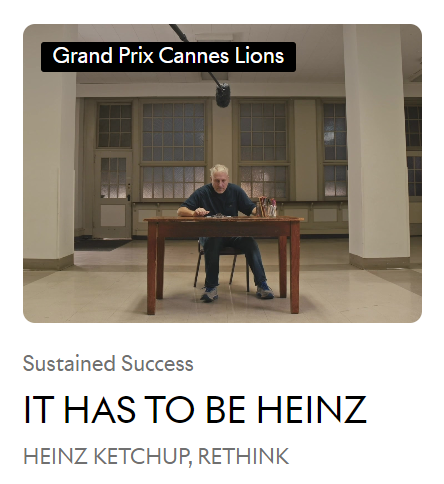 Grand Prix Cannes Lions
Sustained Success
IT HAS TO BE HEINZ
HEINZ KETCHUP, RETHINK